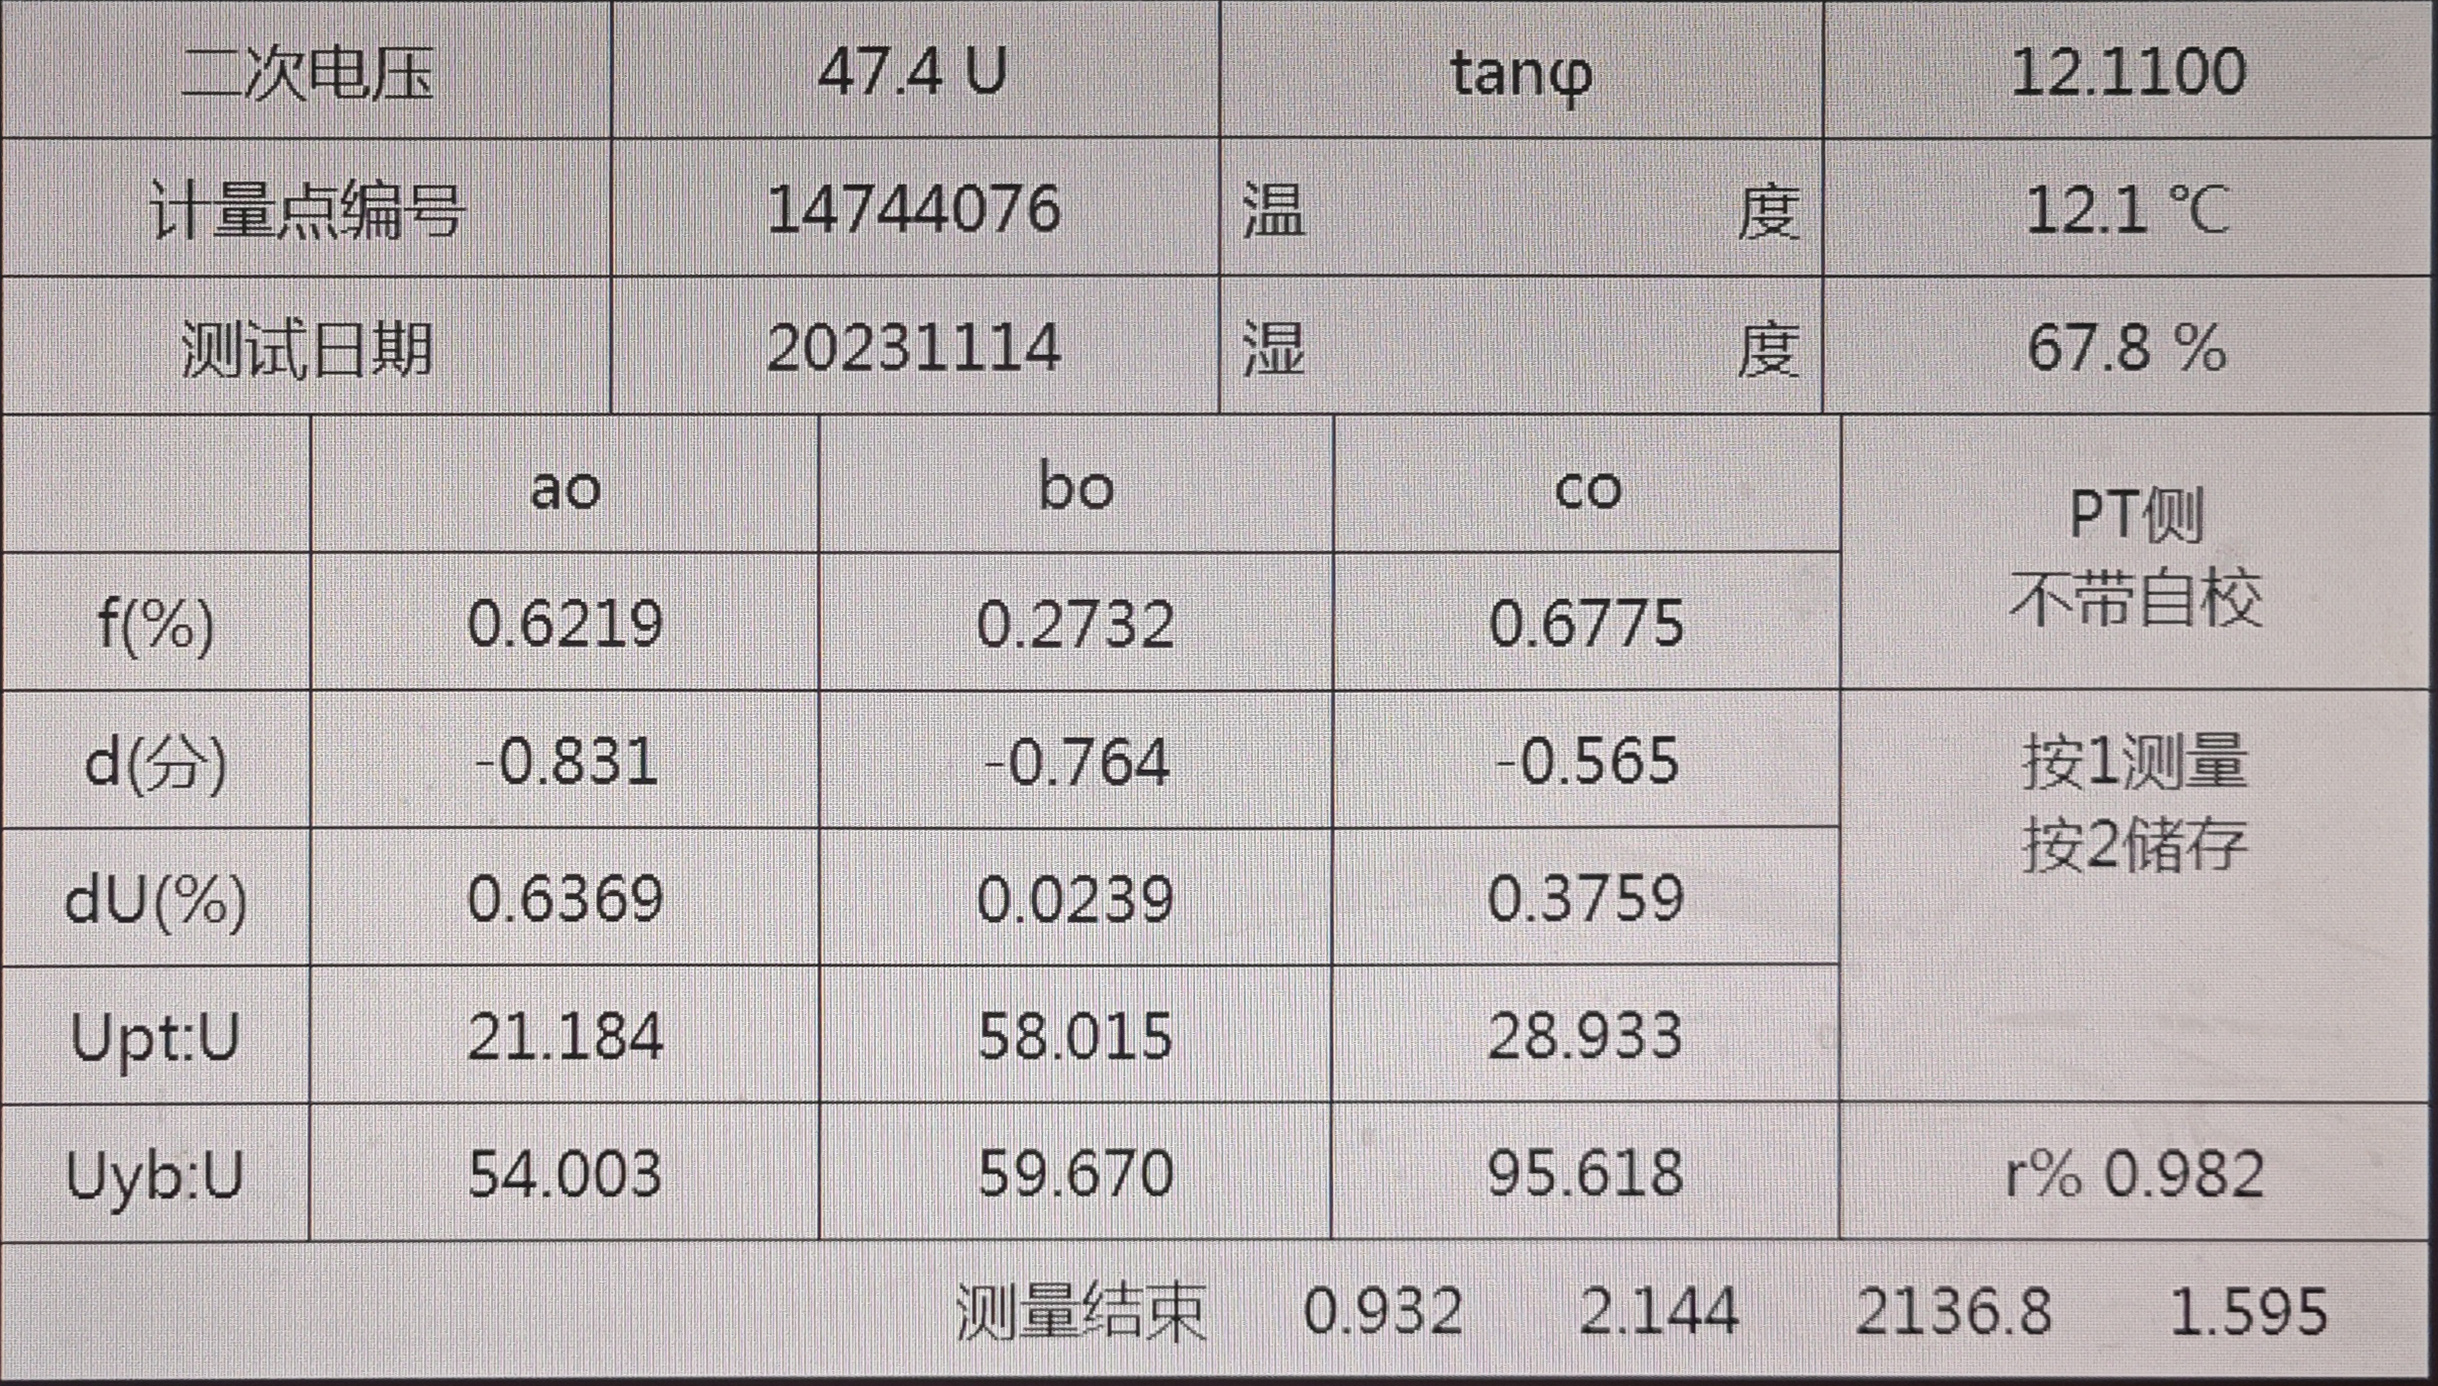 二次电压 47.4 U tanφ 12.1100
计量点编号 14744076 温 度 12.1 ℃
测试日期 20231114 湿 度 67.8 %
ao bo co PT侧
不带自校
f(%) 0.6219 0.2732 0.6775
d(分) -0.831 -0.764 -0.565 按1测量
按2储存
dU(%) 0.6369 0.0239 0.3759
Upt:U 21.184 58.015 28.933
Uyb:U 54.003 59.670 95.618 r% 0.982
测量结束 0.932 2.144 2136.8 1.595